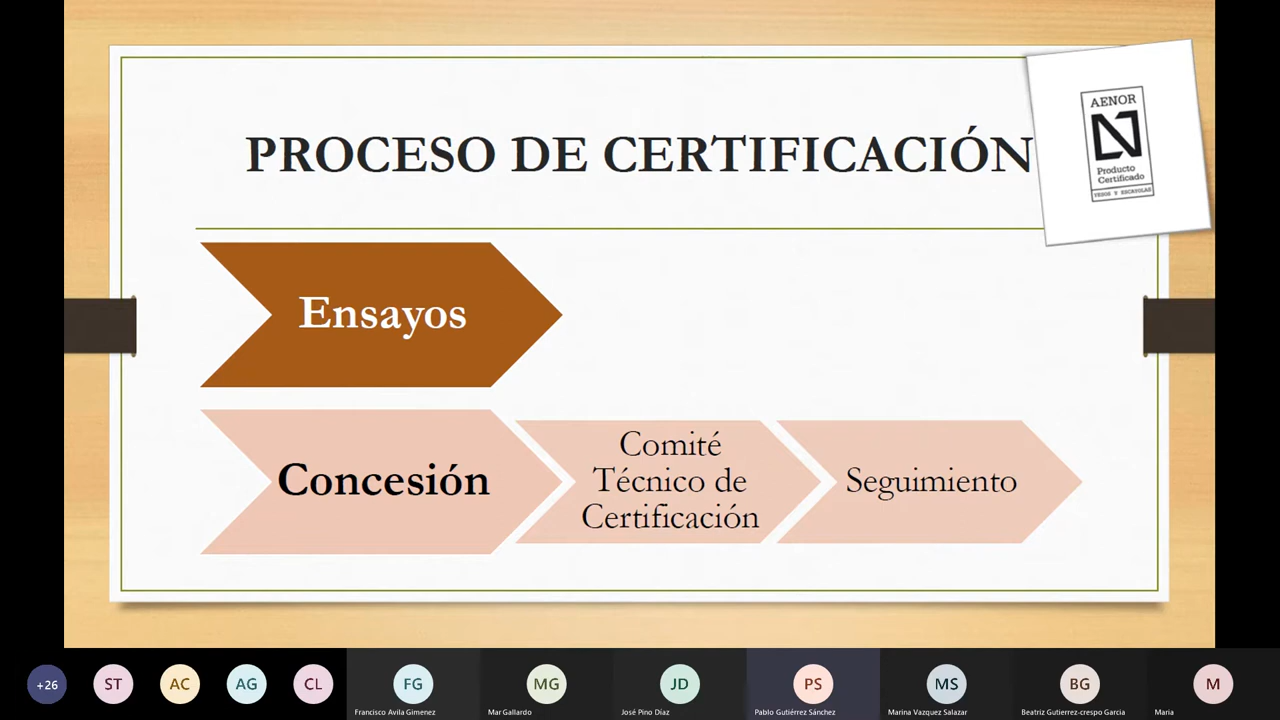 PROCESO DE CERTIFICACIÓN
AENOR
Producto
Certificado
YESOS Y ESCAYOLAS
Ensayos
Concesión
Comité
Técnico de
Certificación
Seguimiento
+26
ST
AC
AG
CL
FG
MG
JD
PS
MS
BG
M
Francisco Avila Gimenez
Mar Gallardo
José Pino Díaz
Pablo Gutiérrez Sánchez
Marina Vazquez Salazar
Beatriz Gutierrez-crespo Garcia
Maria